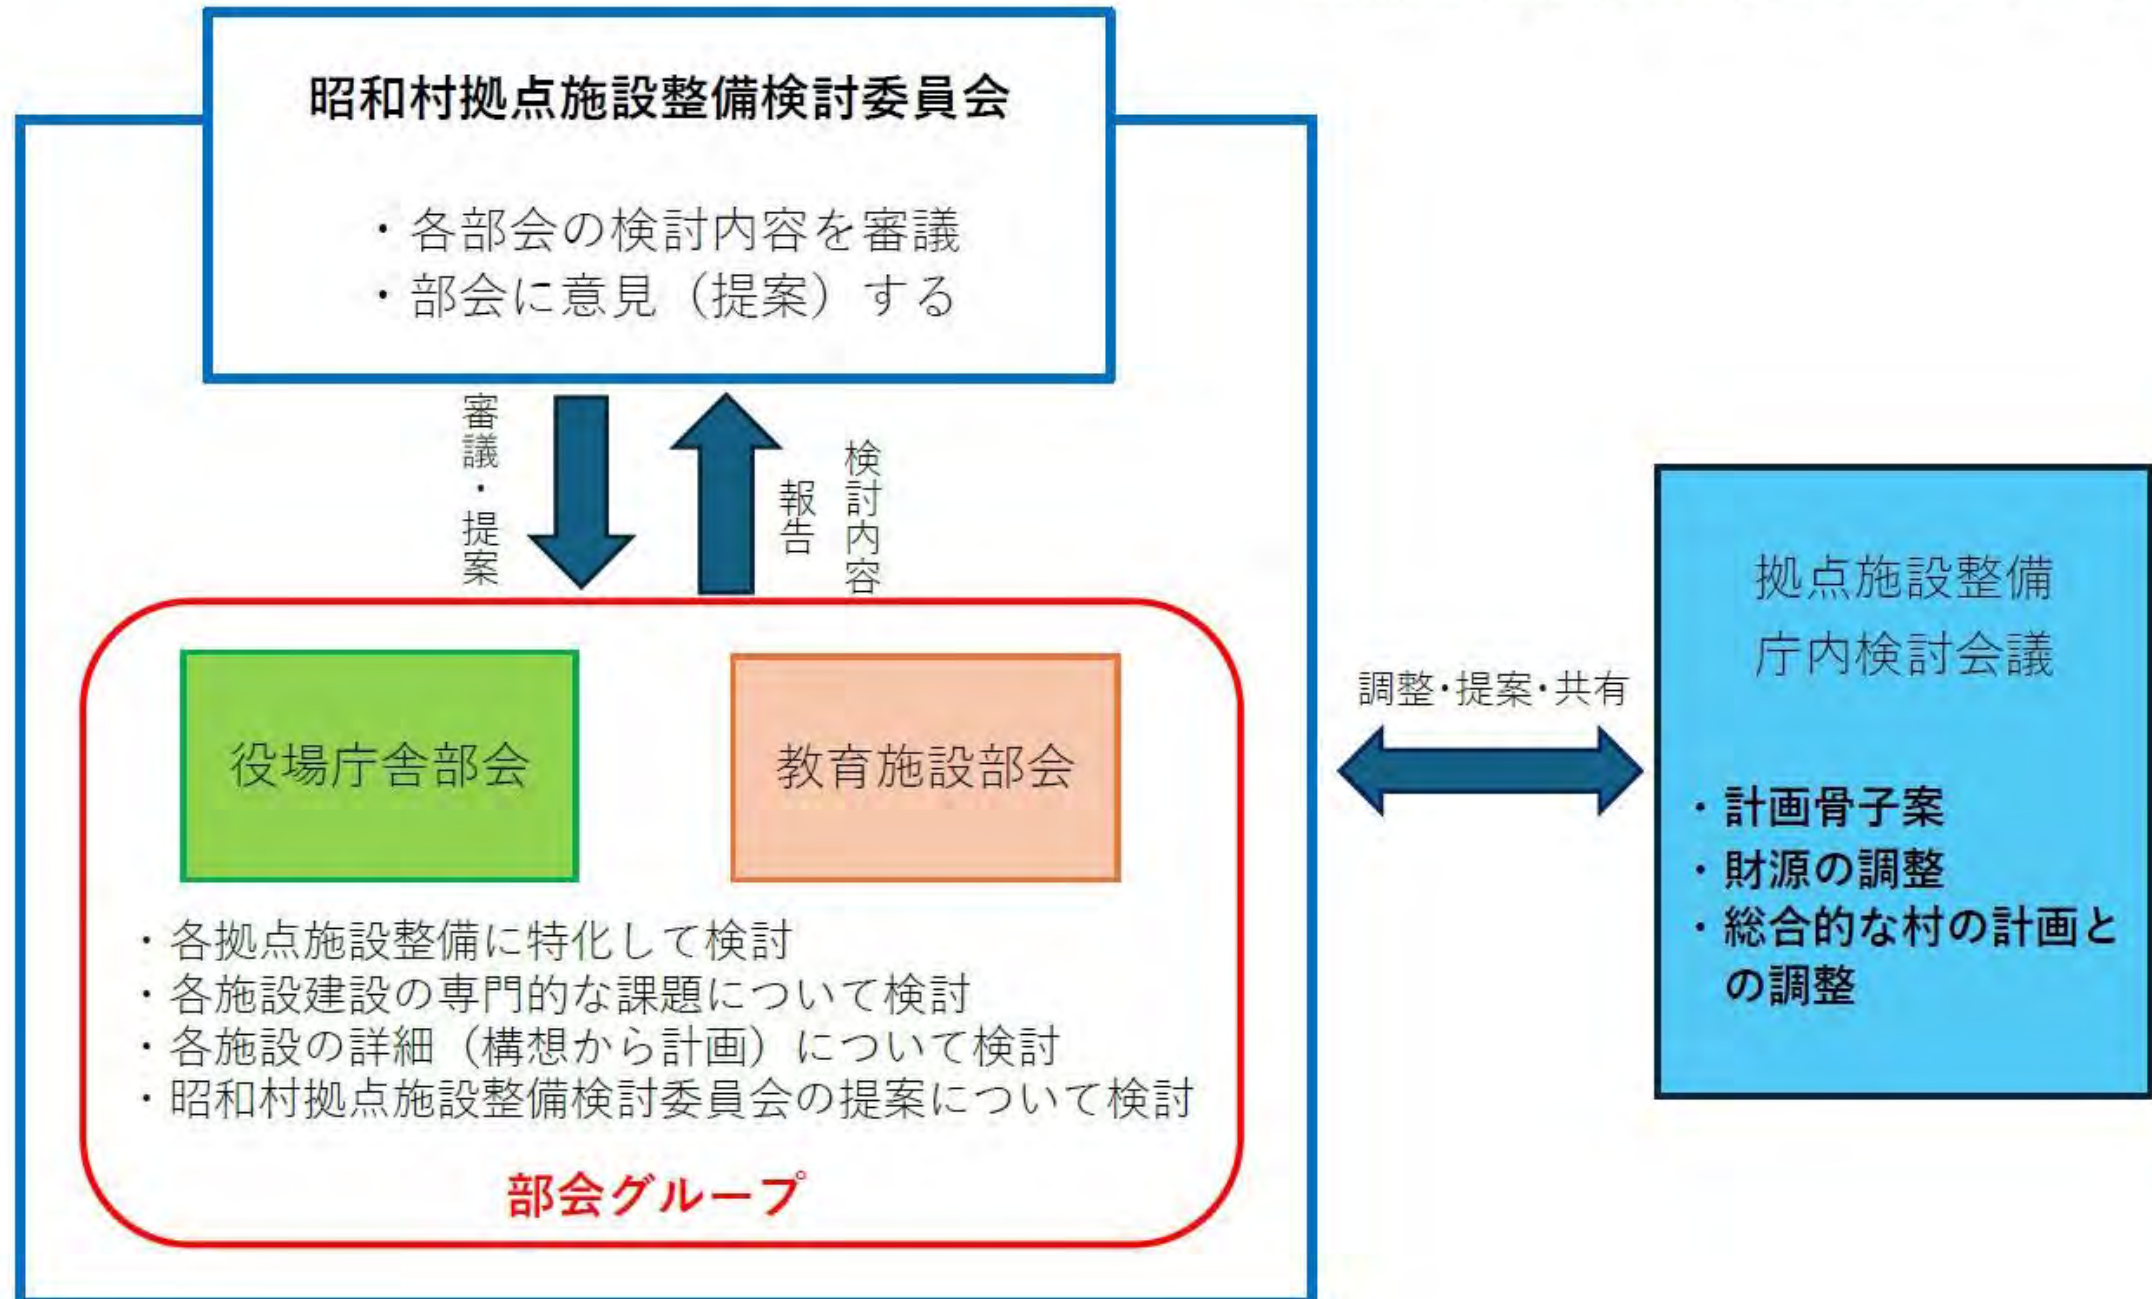 昭和村拠点施設整備検討委員会
・各部会の検討内容を審議
・部会に意見（提案）する
審議・提案
検討内容
報告
役場庁舎部会
教育施設部会
・各拠点施設整備に特化して検討
・各施設建設の専門的な課題について検討
・各施設の詳細（構想から計画）について検討
・昭和村拠点施設整備検討委員会の提案について検討
部会グループ
調整・提案・共有
拠点施設整備
庁内検討会議
・計画骨子案
・財源の調整
・総合的な村の計画と
の調整